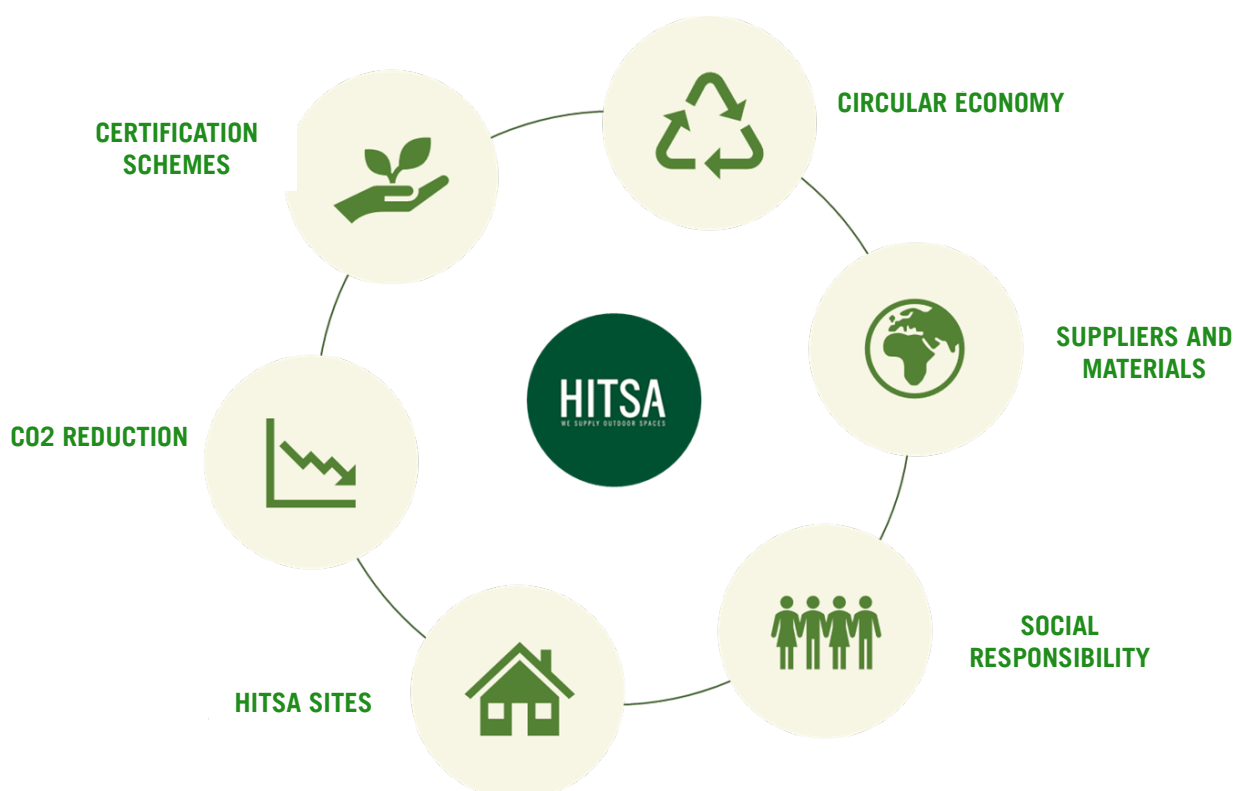 CIRCULAR ECONOMY
CERTIFICATION
SCHEMES
SUPPLIERS AND
MATERIALS
HITSA
WE SUPPLY OUTDOOR SPACES
CO2 REDUCTION
SOCIAL
RESPONSIBILITY
HITSA SITES